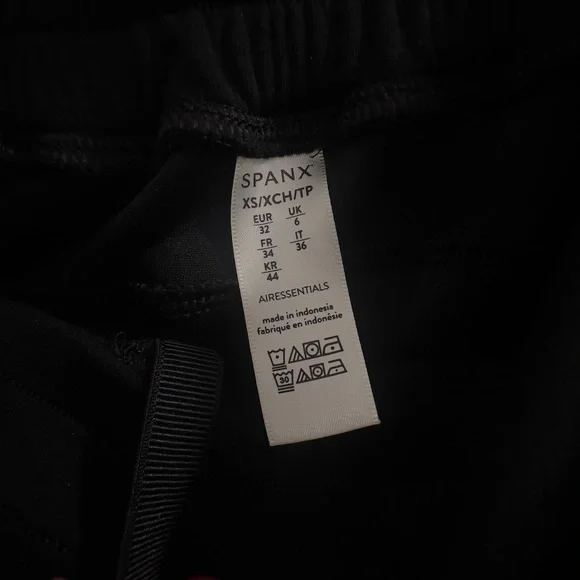 SPANX
XS/XCH/TP
EUR UK
32 6
FR IT
34 36
KR
44
AIRESSENTIALS
made in indonesia
fabriqué en indonésie
30